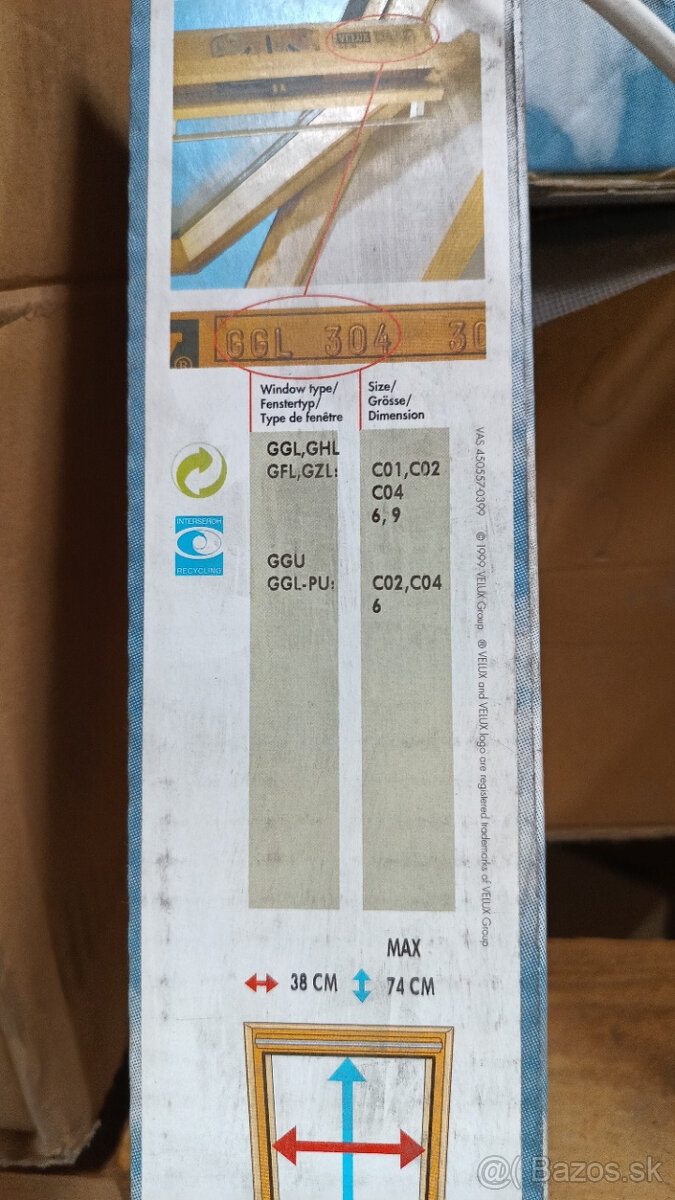 VELUX
GGL 304 30
Window type/
Fenstertyp/
Type de fenêtre
Size/
Grösse/
Dimension
GGL,GHL
GFL,GZL:
C01,C02
C04
6, 9
GGU
GGL-PU:
C02,C04
6
INTERSEROH
RECYCLING
VAS 450557-0399 © 1999 VELUX Group. ® VELUX and VELUX logo are registered trademarks of VELUX Group
MAX
38 CM
74 CM
@( Bazos.sk